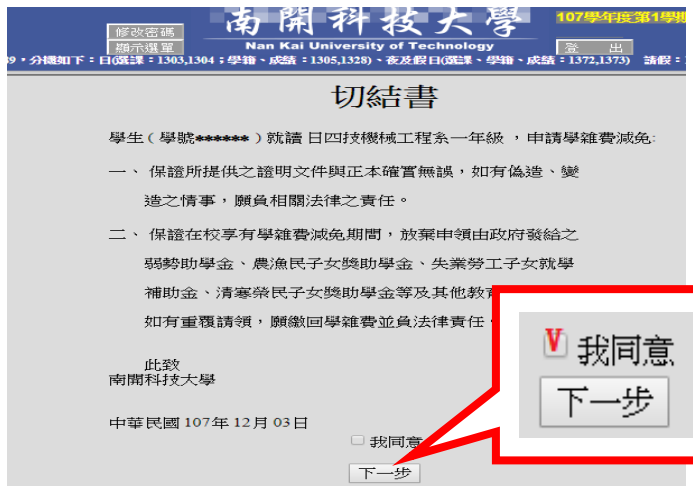 修改密碼
顯示選單
南開科技大學
Nan Kai University of Technology
107學年度第1學期
登 出
09，分機如下：日(選課：1303,1304；學籍、成績：1305,1328)、夜及假日(選課、學籍、成績：1372,1373) 請假：
切結書
學生(學號******)就讀 日四技機械工程系一年級 ，申請學雜費減免:
一、 保證所提供之證明文件與正本確實無誤，如有偽造、變
造之情事，願負相關法律之責任。
二、 保證在校享有學雜費減免期間，放棄申領由政府發給之
弱勢助學金、農漁民子女獎助學金、失業勞工子女就學
補助金、清寒榮民子女獎助學金等及其他教育
如有重覆請領，願繳回學雜費並負法律責任。
此致
南開科技大學
中華民國 107年 12月 03日
我同意
下一步
V 我同意
下一步